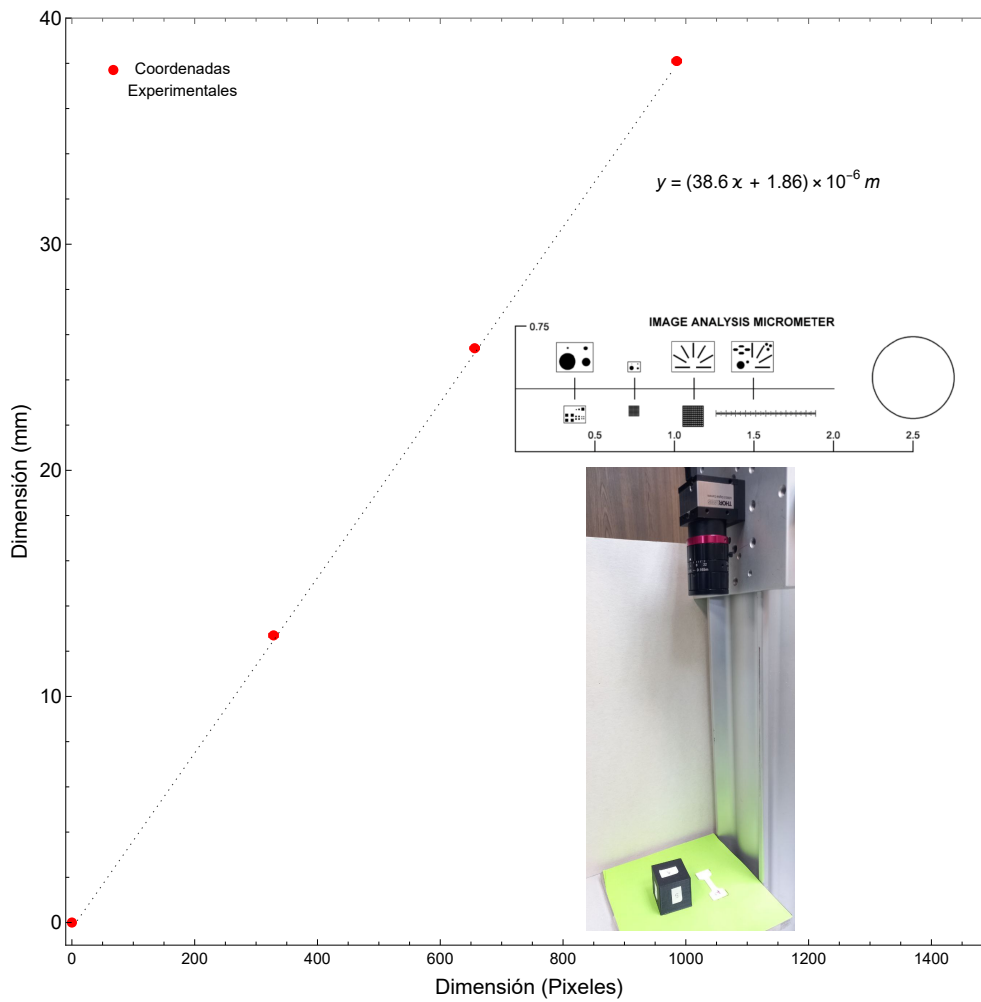 40
30
20
10
0
Dimensión (mm)
Coordenadas
Experimentales
y = (38.6 x + 1.86) × 10⁻⁶ m
IMAGE ANALYSIS MICROMETER
0.75
0.5 1.0 1.5 2.0 2.5
0 200 400 600 800 1000 1200 1400
Dimensión (Pixeles)